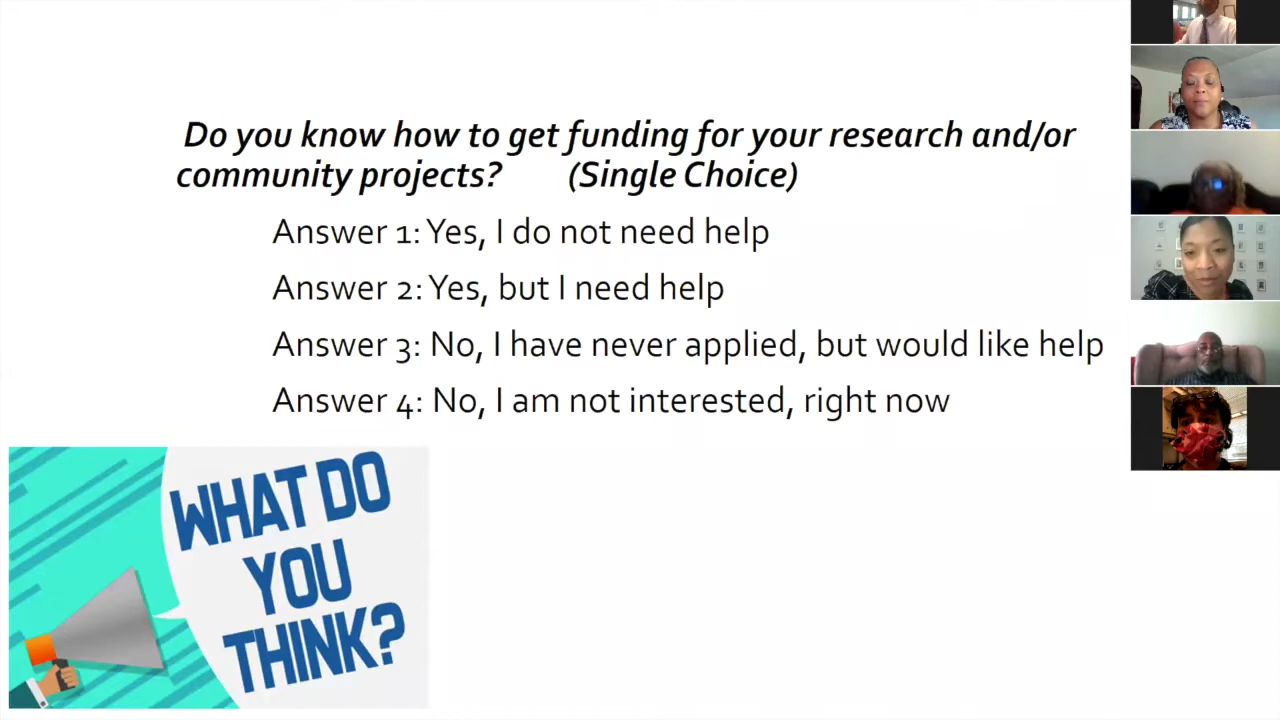 Do you know how to get funding for your research and/or
community projects? (Single Choice)
Answer 1: Yes, I do not need help
Answer 2: Yes, but I need help
Answer 3: No, I have never applied, but would like help
Answer 4: No, I am not interested, right now
WHAT DO
YOU
THINK?